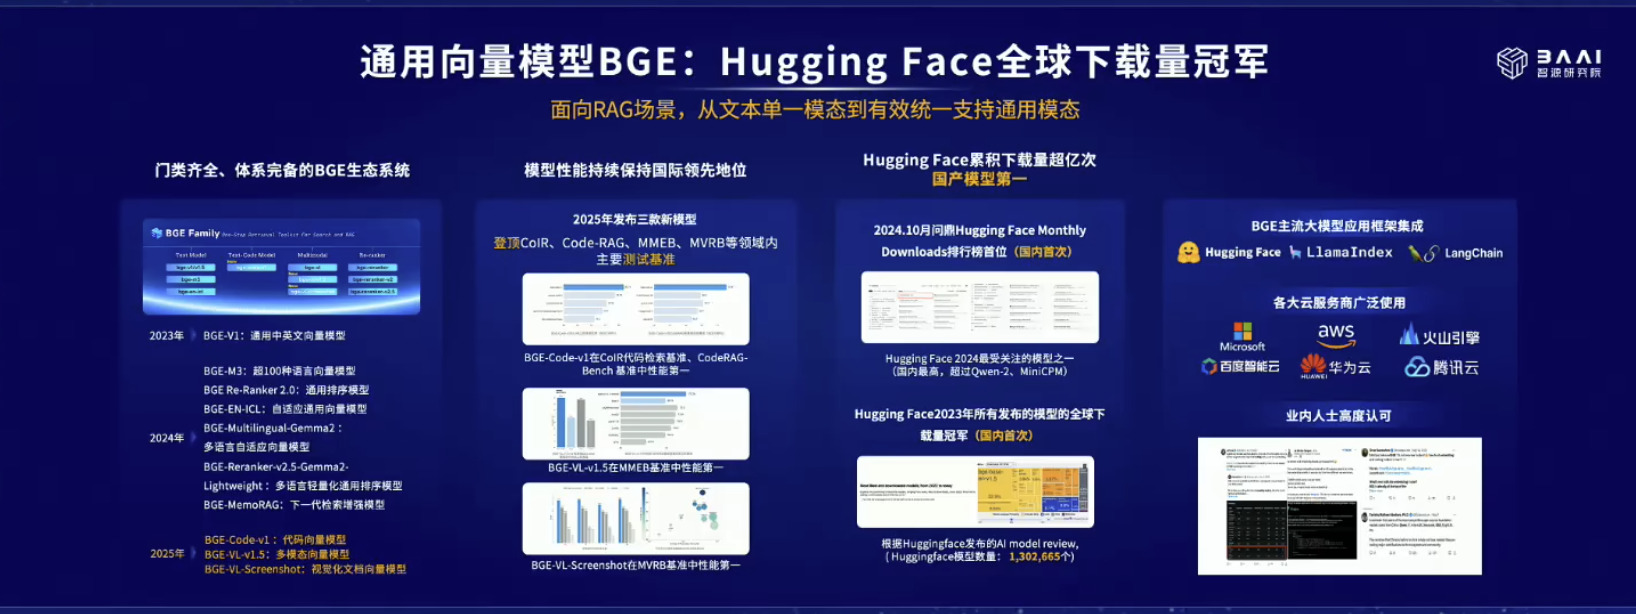 通用向量模型BGE：Hugging Face全球下载量冠军
BAAI
智源研究院
面向RAG场景，从文本单一模态到有效统一支持通用模态
门类齐全、体系完备的BGE生态系统
BGE Family One-Stop Retrieval Toolkit for Search and RAG
Text Model
Text-Code Model
Multimodal
Re-ranker
2023年
BGE-V1：通用中英文向量模型
2024年
BGE-M3：超100种语言向量模型
BGE Re-Ranker 2.0：通用排序模型
BGE-EN-ICL：自适应通用向量模型
BGE-Multilingual-Gemma2：
多语言自适应向量模型
BGE-Reranker-v2.5-Gemma2-
Lightweight：多语言轻量化通用排序模型
BGE-MemoRAG：下一代检索增强模型
2025年
BGE-Code-v1：代码向量模型
BGE-VL-v1.5：多模态向量模型
BGE-VL-Screenshot：视觉化文档向量模型
模型性能持续保持国际领先地位
2025年发布三款新模型
登顶CoIR、Code-RAG、MMEB、MVRB等领域内
主要测试基准
BGE-Code-v1在CoIR代码检索基准、CodeRAG-
Bench 基准中性能第一
BGE-VL-v1.5在MMEB基准中性能第一
BGE-VL-Screenshot在MVRB基准中性能第一
Hugging Face累积下载量超亿次
国产模型第一
2024.10月问鼎Hugging Face Monthly
Downloads排行榜首位（国内首次）
Hugging Face 2024最受关注的模型之一
（国内最高，超过Qwen-2、MiniCPM）
Hugging Face2023年所有发布的模型的全球下
载量冠军（国内首次）
根据Huggingface发布的AI model review,
( Huggingface模型数量： 1,302,665个)
BGE主流大模型应用框架集成
Hugging Face
LlamaIndex
LangChain
各大云服务商广泛使用
Microsoft
aws
火山引擎
百度智能云
HUAWEI
华为云
腾讯云
业内人士高度认可